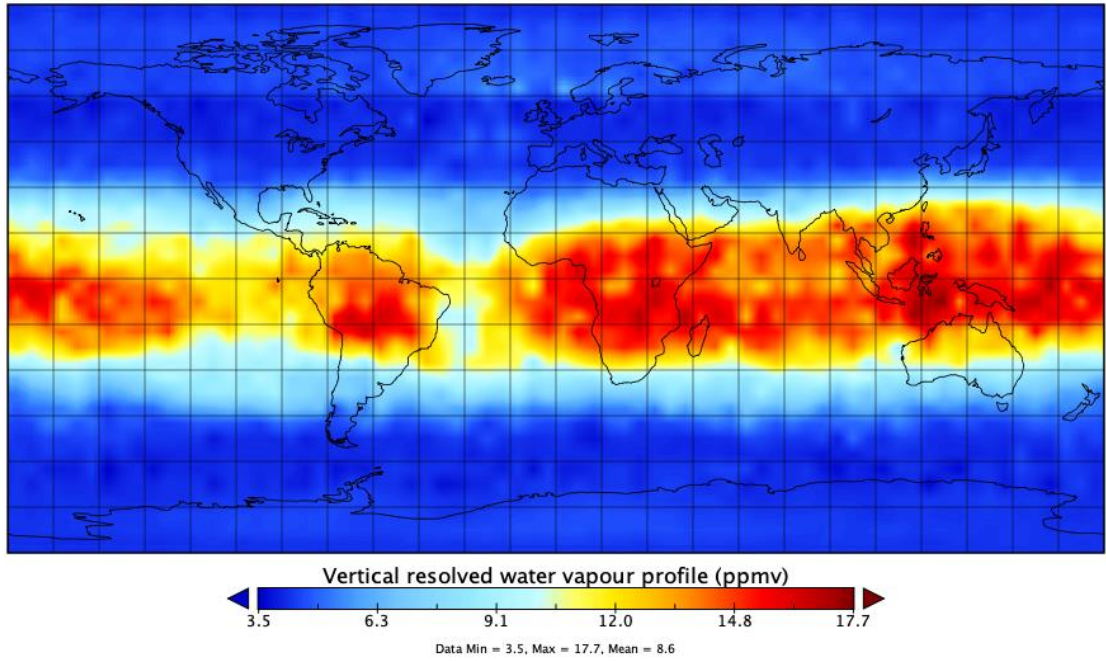 Vertical resolved water vapour profile (ppmv)
3.5 6.3 9.1 12.0 14.8 17.7
Data Min = 3.5, Max = 17.7, Mean = 8.6